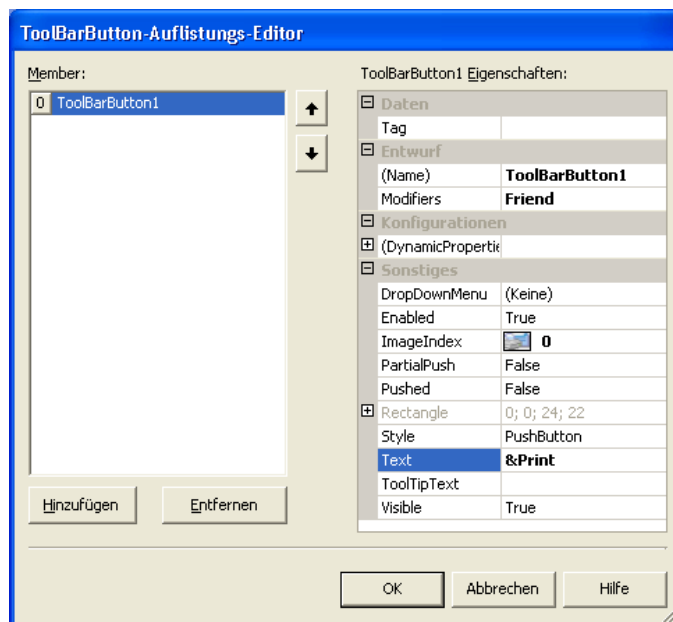 ToolBarButton-Auflistungs-Editor
Member:
0 ToolBarButton1
Hinzufügen Entfernen
ToolBarButton1 Eigenschaften:
Daten
Tag
Entwurf
(Name) ToolBarButton1
Modifiers Friend
Konfigurationen
(DynamicPropertie
Sonstiges
DropDownMenu (Keine)
Enabled True
ImageIndex 0
PartialPush False
Pushed False
Rectangle 0; 0; 24; 22
Style PushButton
Text &Print
ToolTipText
Visible True
OK Abbrechen Hilfe